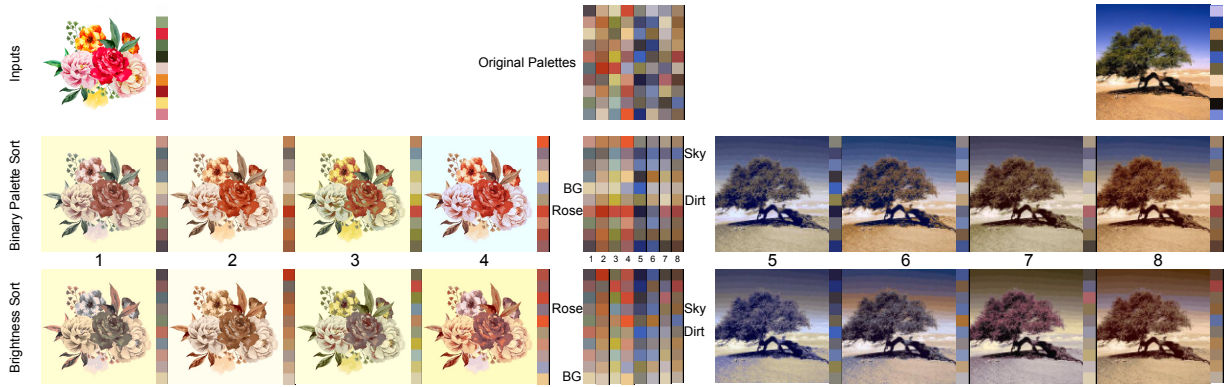 Inputs
Original Palettes
Binary Palette Sort
BG
Rose
Sky
Dirt
1 2 3 4 5 6 7 8
1 2 3 4 5 6 7 8
Brightness Sort
Rose
BG
Sky
Dirt